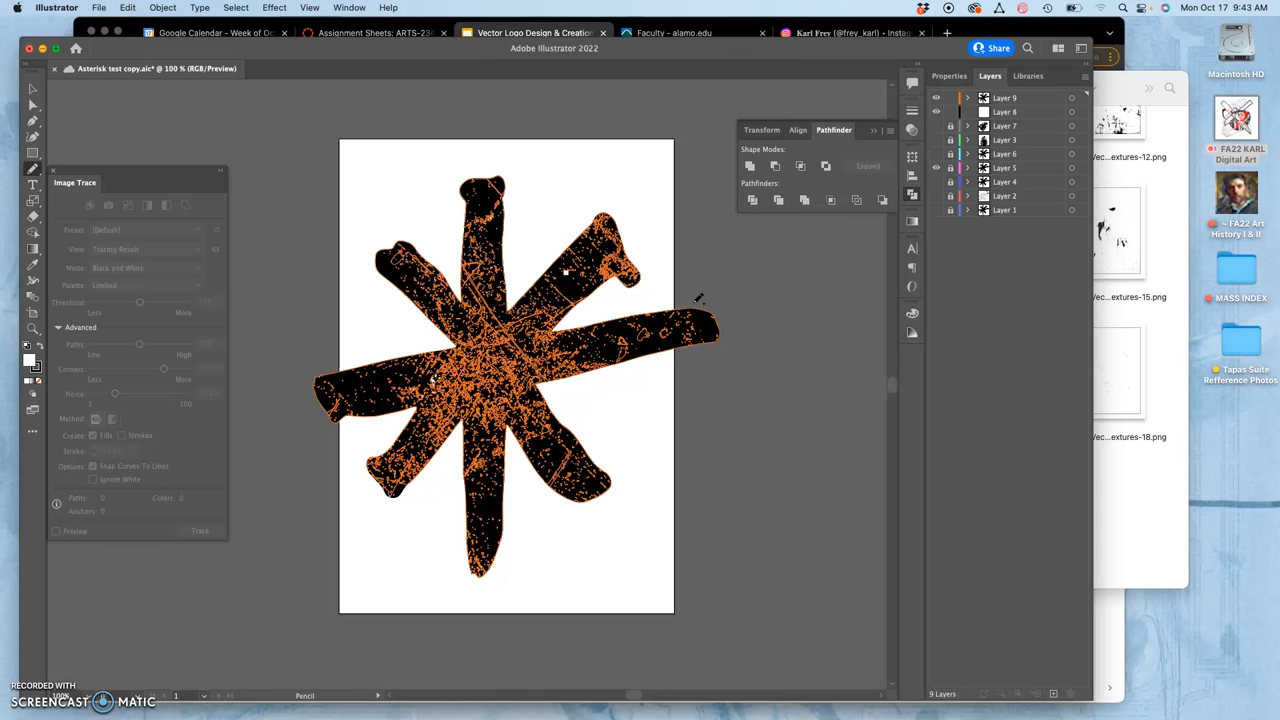 Illustrator File Edit Object Type Select Effect View Window Help
Mon Oct 17 9:43 AM
Google Calendar - Week of Oc
Assignment Sheets: ARTS-234
Vector Logo Design & Creation
Faculty - alamo.edu
Karl Frey (@frey_karl) • Instag
Adobe Illustrator 2022
Share
Asterisk test copy.aic* @ 100 % (RGB/Preview)
Properties Layers Libraries
Layer 9
Layer 8
Layer 7
Layer 3
Layer 6
Layer 5
Layer 4
Layer 2
Layer 1
Transform Align Pathfinder
Shape Modes:
Expand
Pathfinders:
Image Trace
Preset: [Default]
View: Tracing Result
Mode: Black and White
Palette: Limited
Threshold:
Less More
Advanced
Paths:
Low. High
Corners:
Less More
Noise:
1 100
Method:
Create: Fills Strokes
Stroke:
Options: Snap Curves To Lines
Ignore White
Paths: 0 Colors: 0
Anchors: 0
Preview Trace
Macintosh HD
FA22 KARL
Digital Art
~ FA22 Art
History I & II
MASS INDEX
Tapas Suite
Refference Photos
Vec...extures-12.png
Vec...extures-15.png
Vec...extures-18.png
100%
1
Pencil
9 Layers
RECORDED WITH
SCREENCAST MATIC